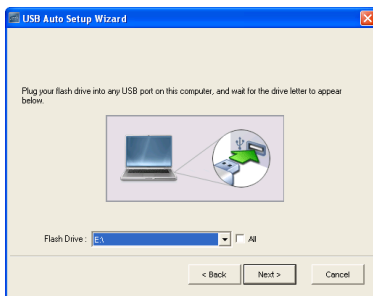 USB Auto Setup Wizard
Plug your flash drive into any USB port on this computer, and wait for the drive letter to appear
below.
Flash Drive : E:\ All
< Back Next > Cancel